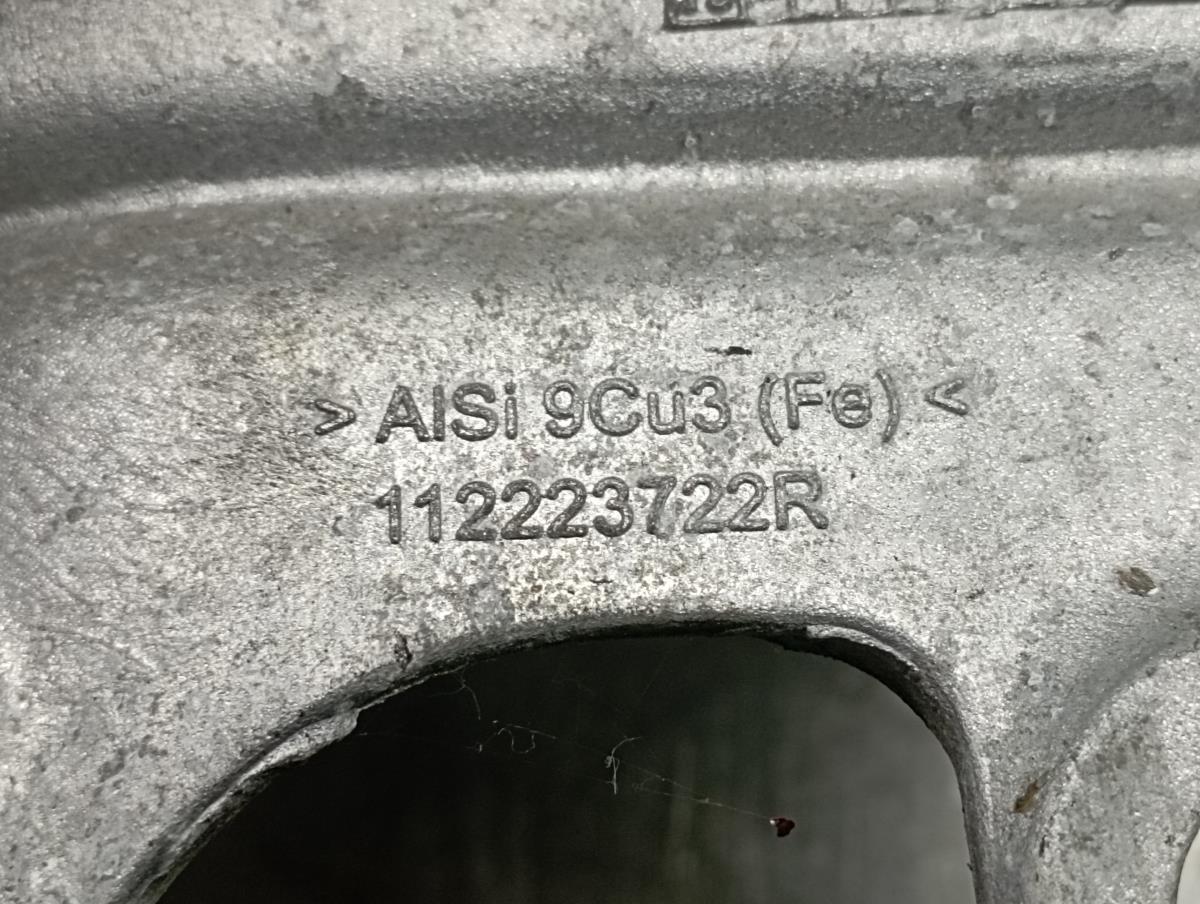 > AlSi 9Cu3 (Fe) <
112223722R